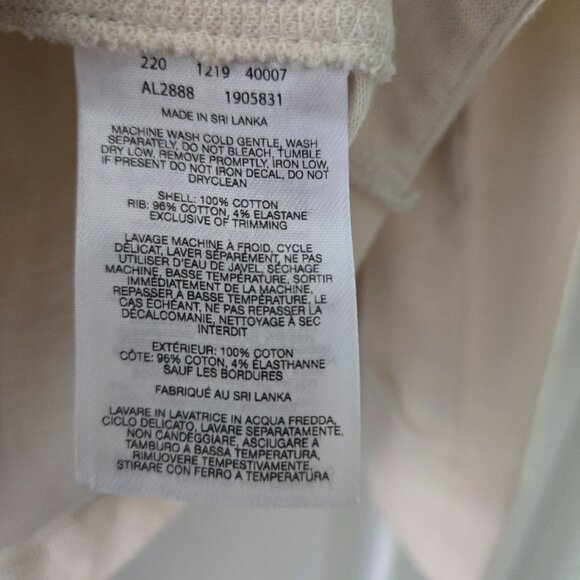 220 1219 40007
AL2888 1905831
MADE IN SRI LANKA
MACHINE WASH COLD GENTLE, WASH
SEPARATELY, DO NOT BLEACH, TUMBLE
DRY LOW, REMOVE PROMPTLY, IRON LOW,
IF PRESENT DO NOT IRON DECAL, DO NOT
DRYCLEAN
SHELL: 100% COTTON
RIB: 96% COTTON, 4% ELASTANE
EXCLUSIVE OF TRIMMING
LAVAGE MACHINE À FROID, CYCLE
DÉLICAT, LAVER SÉPARÉMENT, NE PAS
UTILISER D'EAU DE JAVEL, SÉCHAGE
MACHINE, BASSE TEMPÉRATURE, SORTIR
IMMÉDIATEMENT DE LA MACHINE,
REPASSER À BASSE TEMPÉRATURE, LE
CAS ÉCHÉANT, NE PAS REPASSER LA
DÉCALCOMANIE, NETTOYAGE À SEC
INTERDIT
EXTÉRIEUR: 100% COTON
CÔTE: 96% COTON, 4% ÉLASTHANNE
SAUF LES BORDURES
FABRIQUÉ AU SRI LANKA
LAVARE IN LAVATRICE IN ACQUA FREDDA,
CICLO DELICATO, LAVARE SEPARATAMENTE,
NON CANDEGGIARE, ASCIUGARE A
TAMBURO A BASSA TEMPERATURA,
RIMUOVERE TEMPESTIVAMENTE,
STIRARE CON FERRO A TEMPERATURA